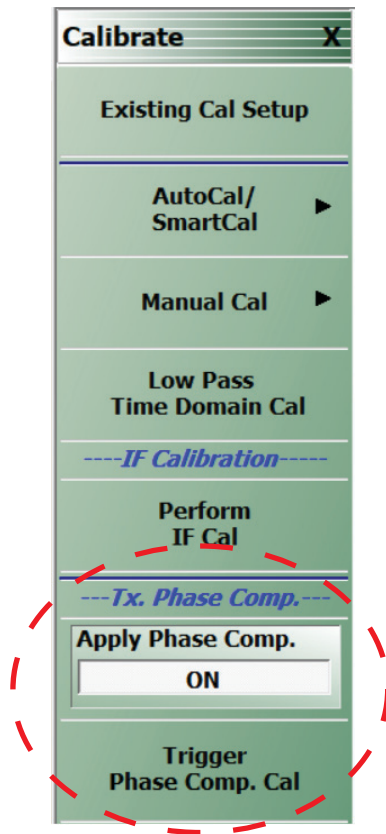 Calibrate X
Existing Cal Setup
AutoCal/
SmartCal
Manual Cal
Low Pass
Time Domain Cal
----IF Calibration-----
Perform
IF Cal
---Tx. Phase Comp.---
Apply Phase Comp.
ON
Trigger
Phase Comp. Cal